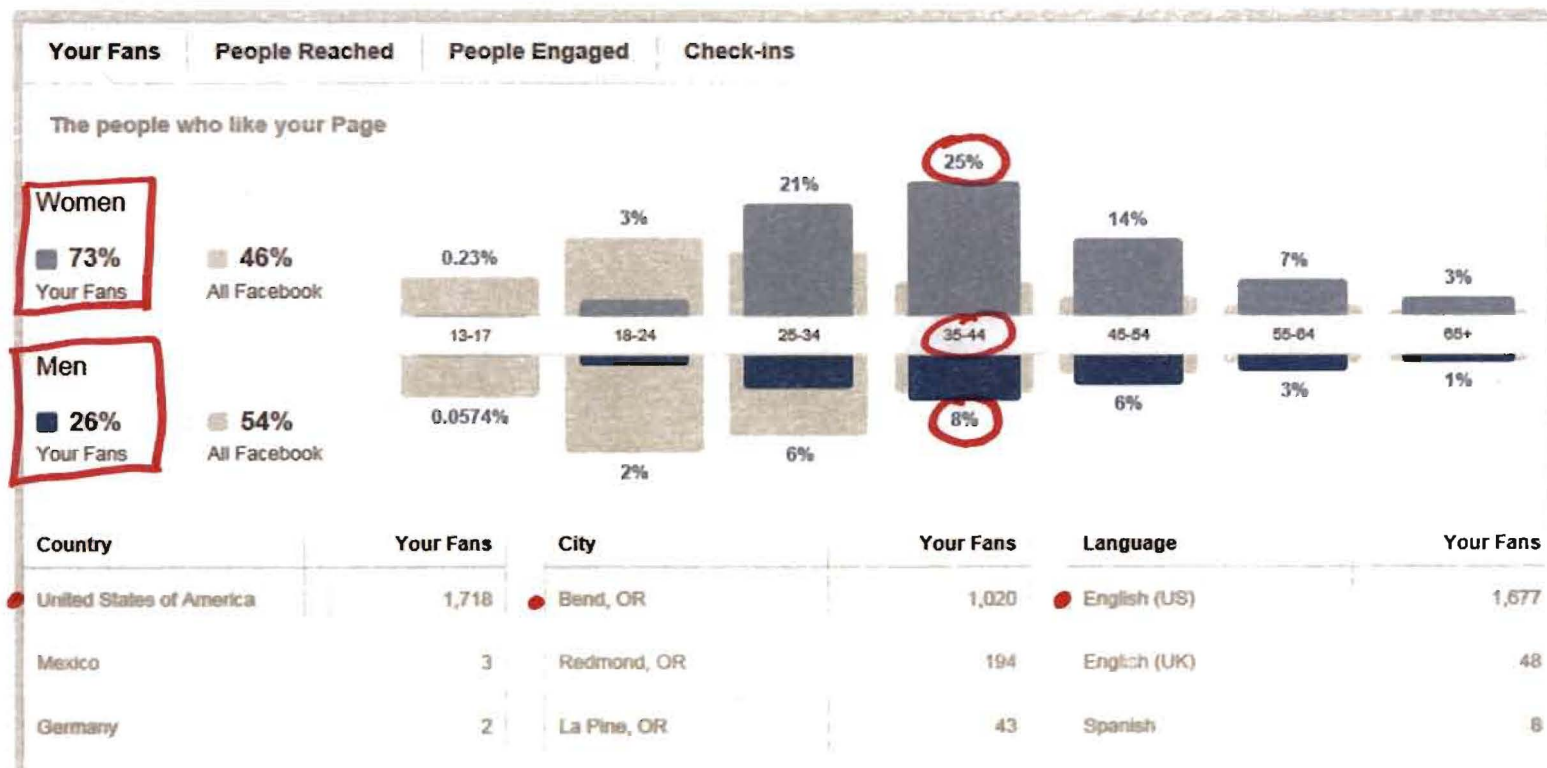 Your Fans People Reached People Engaged Check-ins
The people who like your Page
25%
21%
Women
3% 14%
73% 46% 0.23% 7% 3%
Your Fans All Facebook
13-17 18-24 25-34 35-44 45-54 55-64 65+
Men
26% 54% 0.0574% 8% 6% 3% 1%
Your Fans All Facebook
2% 6%
Country Your Fans City Your Fans Language Your Fans
United States of America 1,718 Bend, OR 1,020 English (US) 1,677
Mexico 3 Redmond, OR 194 English (UK) 48
Germany 2 La Pine, OR 43 Spanish 8